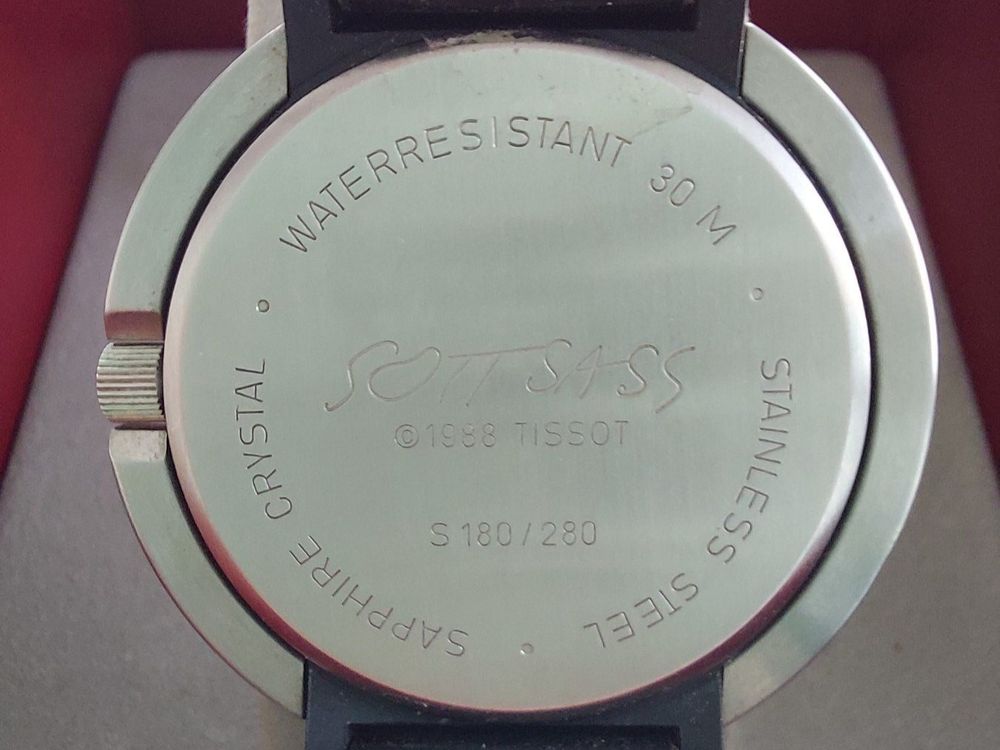 WATERRESISTANT 30 M
STAINLESS STEEL
SAPPHIRE CRYSTAL
SOTTSASS
©1988 TISSOT
S 180/280